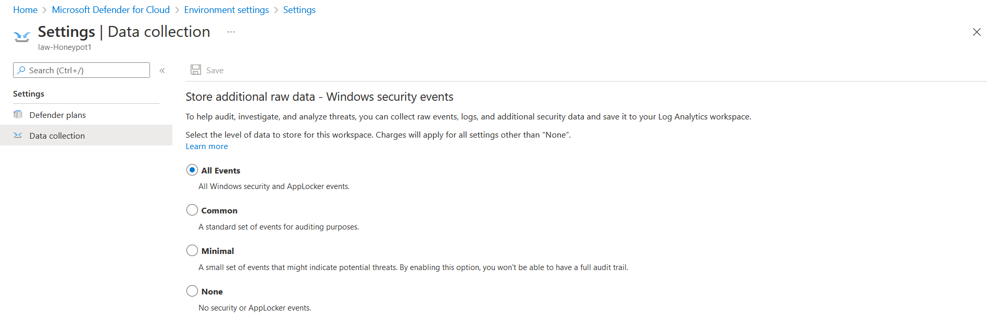 Home > Microsoft Defender for Cloud > Environment settings > Settings
Settings | Data collection ...
law-Honeypot1
Search (Ctrl+/) «
Save
Settings
Defender plans
Data collection
Store additional raw data - Windows security events
To help audit, investigate, and analyze threats, you can collect raw events, logs, and additional security data and save it to your Log Analytics workspace.
Select the level of data to store for this workspace. Charges will apply for all settings other than “None”.
Learn more
All Events
All Windows security and AppLocker events.
Common
A standard set of events for auditing purposes.
Minimal
A small set of events that might indicate potential threats. By enabling this option, you won't be able to have a full audit trail.
None
No security or AppLocker events.